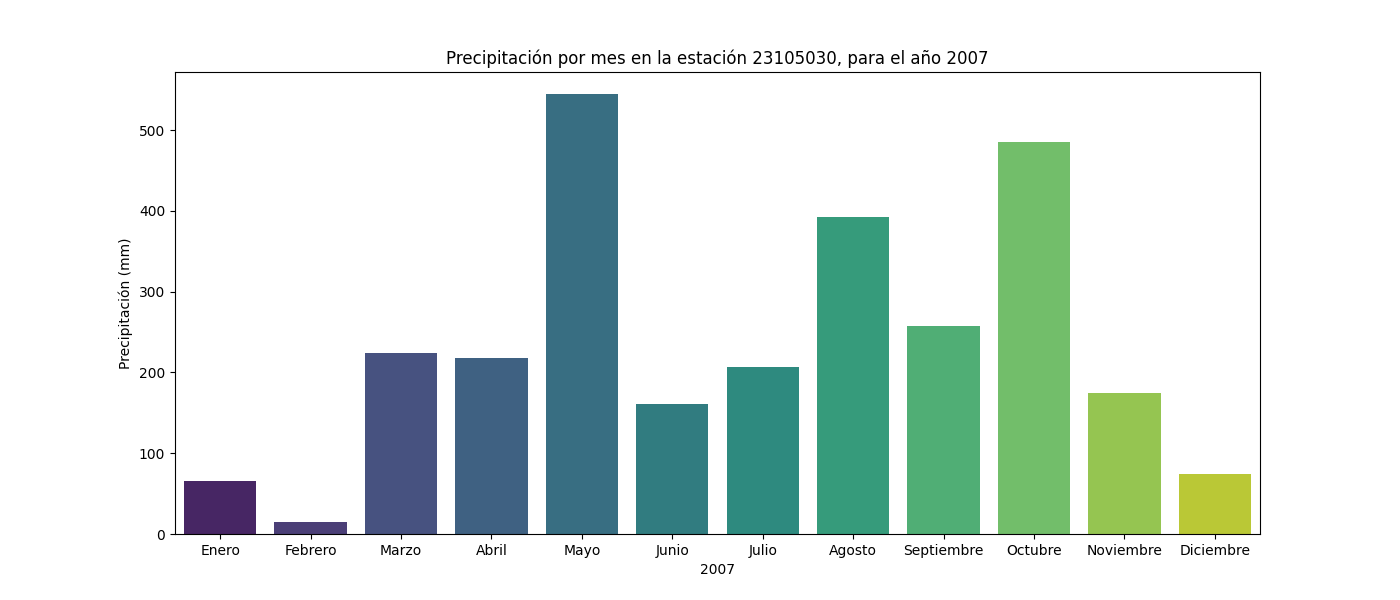 Precipitación por mes en la estación 23105030, para el año 2007
Precipitación (mm)
500
400
300
200
100
0
Enero Febrero Marzo Abril Mayo Junio Julio Agosto Septiembre Octubre Noviembre Diciembre
2007